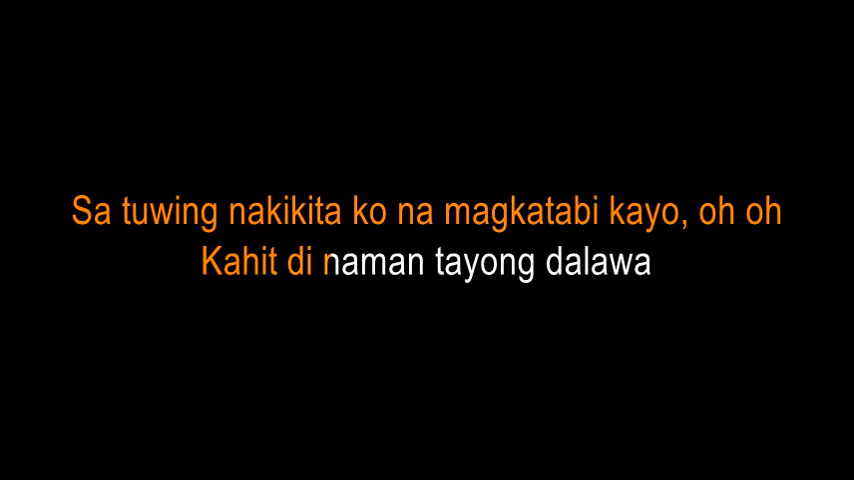 Sa tuwing nakikita ko na magkatabi kayo, oh oh
Kahit di naman tayong dalawa